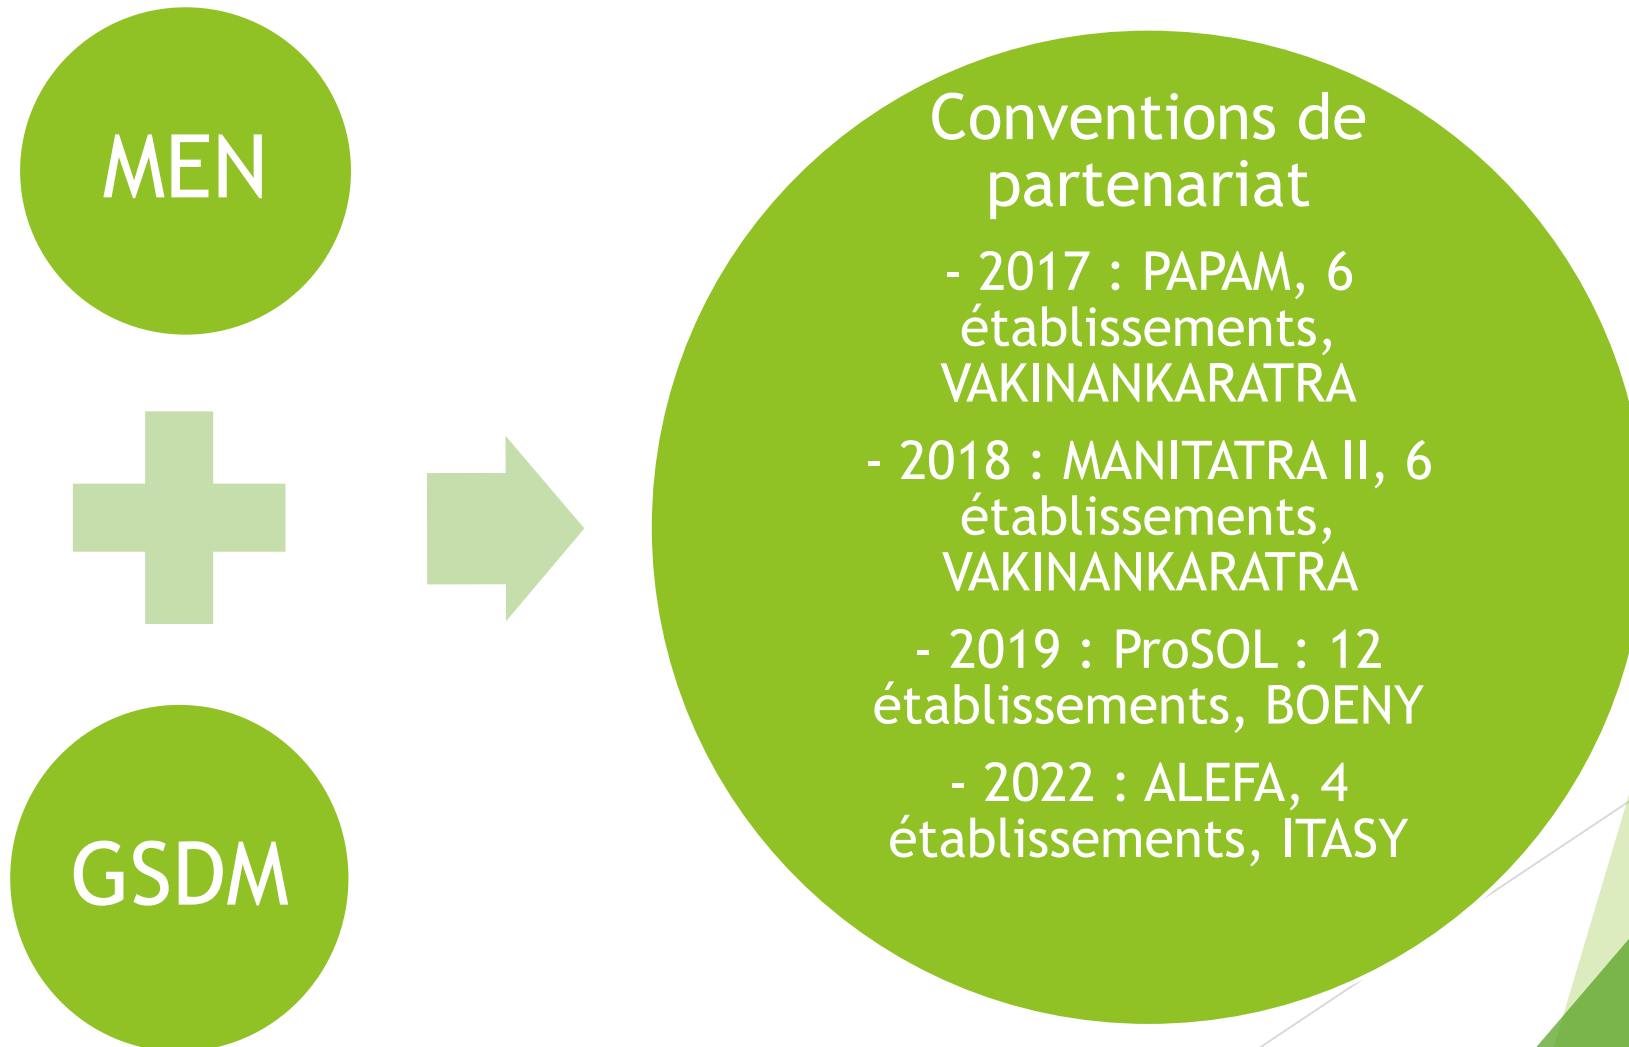 MEN
GSDM
Conventions de
partenariat
- 2017 : PAPAM, 6
établissements,
VAKINANKARATRA
- 2018 : MANITATRA II, 6
établissements,
VAKINANKARATRA
- 2019 : ProSOL : 12
établissements, BOENY
- 2022 : ALEFA, 4
établissements, ITASY